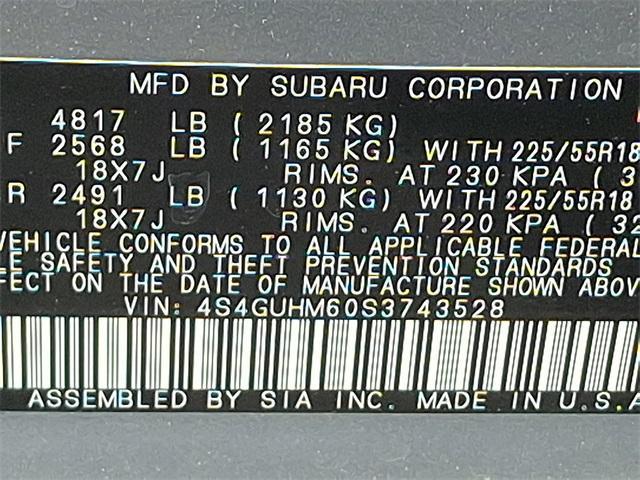 MFD BY SUBARU CORPORATION
4817 LB ( 2185 KG)
F 2568 LB ( 1165 KG) WITH 225/55R18
18X7J RIMS. AT 230 KPA ( 3
R 2491 LB ( 1130 KG) WITH 225/55R18
18X7J RIMS. AT 220 KPA ( 32
VEHICLE CONFORMS TO ALL APPLICABLE FEDERAL
E SAFETY AND THEFT PREVENTION STANDARDS
FECT ON THE DATE OF MANUFACTURE SHOWN ABOV
VIN: 4S4GUHM60S3743528
ASSEMBLED BY SIA INC. MADE IN U.S.A